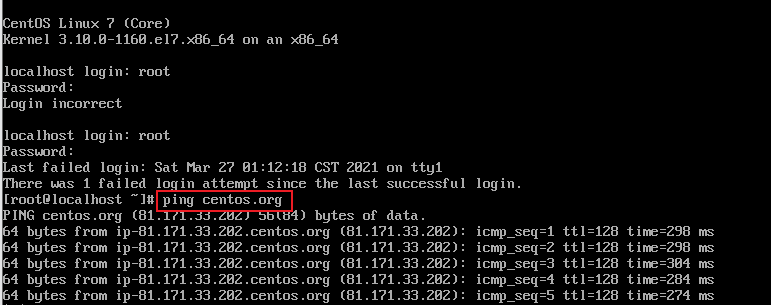 CentOS Linux 7 (Core)
Kernel 3.10.0-1160.el7.x86_64 on an x86_64
localhost login: root
Password:
Login incorrect
localhost login: root
Password:
Last failed login: Sat Mar 27 01:12:18 CST 2021 on tty1
There was 1 failed login attempt since the last successful login.
[root@localhost ~]# ping centos.org
PING centos.org (81.171.33.202) 56(84) bytes of data.
64 bytes from ip-81.171.33.202.centos.org (81.171.33.202): icmp_seq=1 ttl=128 time=298 ms
64 bytes from ip-81.171.33.202.centos.org (81.171.33.202): icmp_seq=2 ttl=128 time=298 ms
64 bytes from ip-81.171.33.202.centos.org (81.171.33.202): icmp_seq=3 ttl=128 time=304 ms
64 bytes from ip-81.171.33.202.centos.org (81.171.33.202): icmp_seq=4 ttl=128 time=284 ms
64 bytes from ip-81.171.33.202.centos.org (81.171.33.202): icmp_seq=5 ttl=128 time=274 ms